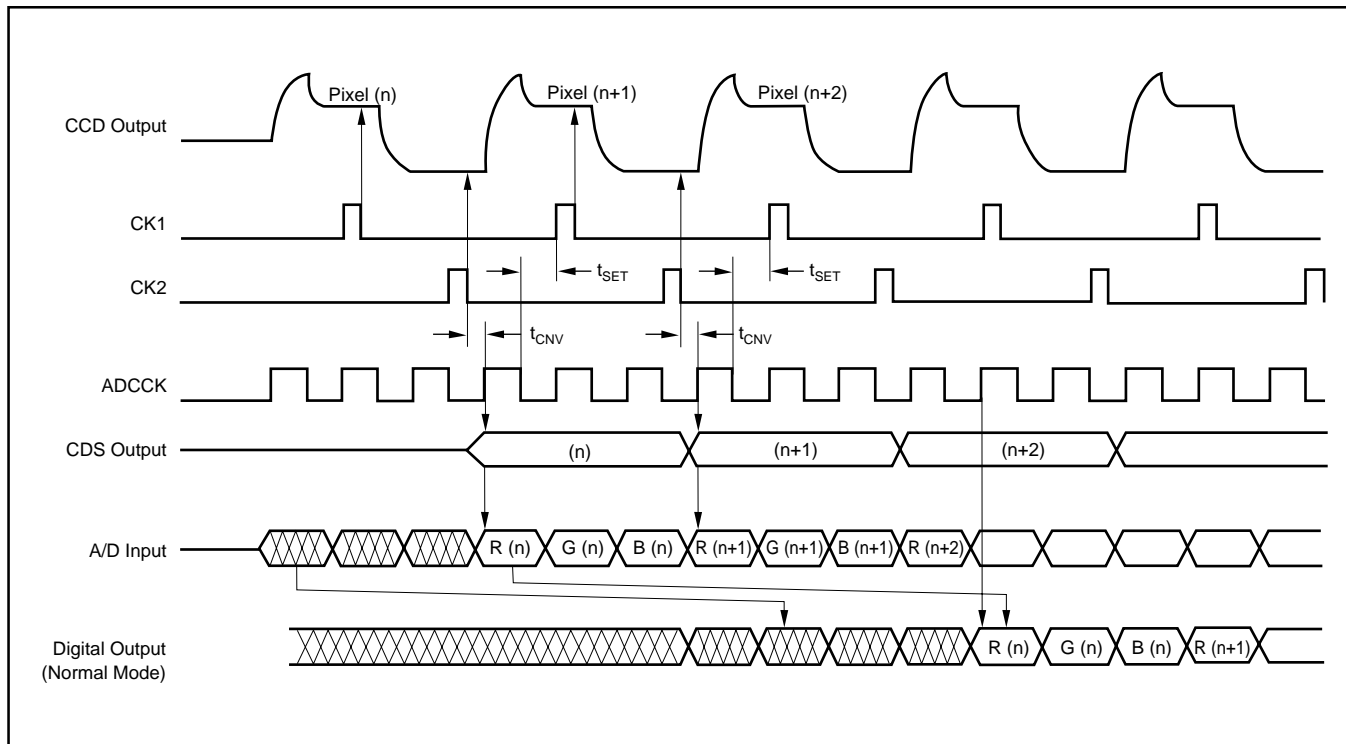 Pixel (n) Pixel (n+1) Pixel (n+2)
CCD Output
CK1
tSET tSET
CK2
tCNV tCNV
ADCCK
CDS Output (n) (n+1) (n+2)
A/D Input R (n) G (n) B (n) R (n+1) G (n+1) B (n+1) R (n+2)
Digital Output
(Normal Mode)
R (n) G (n) B (n) R (n+1)